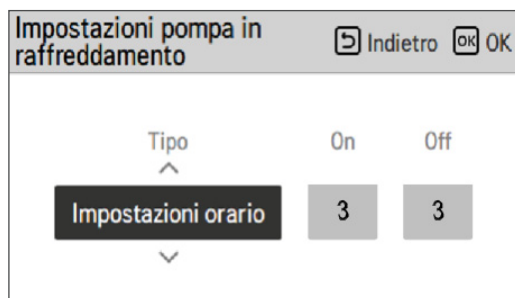 Impostazioni pompa in
raffreddamento
Indietro OK OK
Tipo On Off
Impostazioni orario 3 3